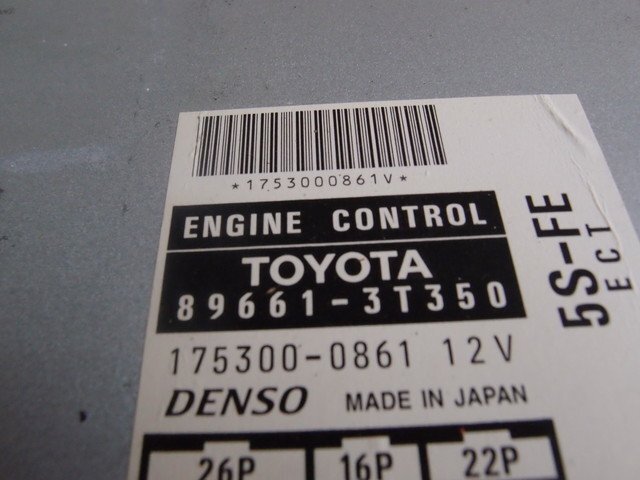 *1753000861V*
ENGINE CONTROL
TOYOTA
89661-3T350
175300-0861 12V
DENSO MADE IN JAPAN
26P 16P 22P
5S-FE
ECT